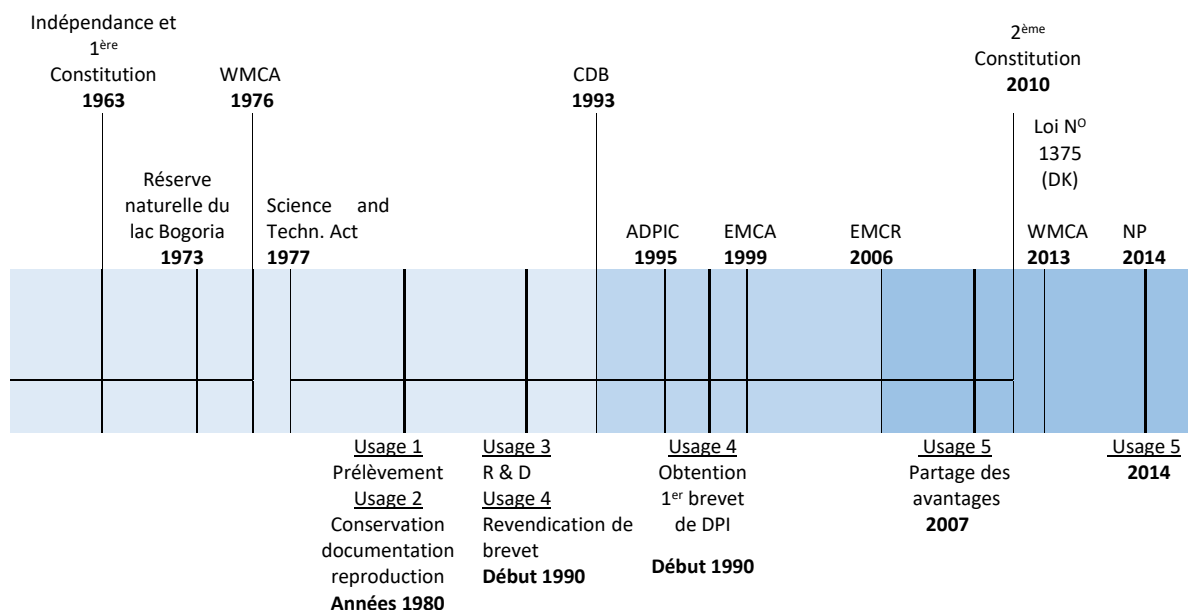 Indépendance et
1ère
Constitution
1963
WMCA
1976
CDB
1993
2ème
Constitution
2010
Réserve
naturelle du
lac Bogoria
1973
Science and
Techn. Act
1977
ADPIC
1995
EMCA
1999
EMCR
2006
Loi NO
1375
(DK)
WMCA
2013
NP
2014
Usage 1
Prélèvement
Usage 2
Conservation
documentation
reproduction
Années 1980
Usage 3
R & D
Usage 4
Revendication de
brevet
Début 1990
Usage 4
Obtention
1er brevet
de DPI
Début 1990
Usage 5
Partage des
avantages
2007
Usage 5
2014